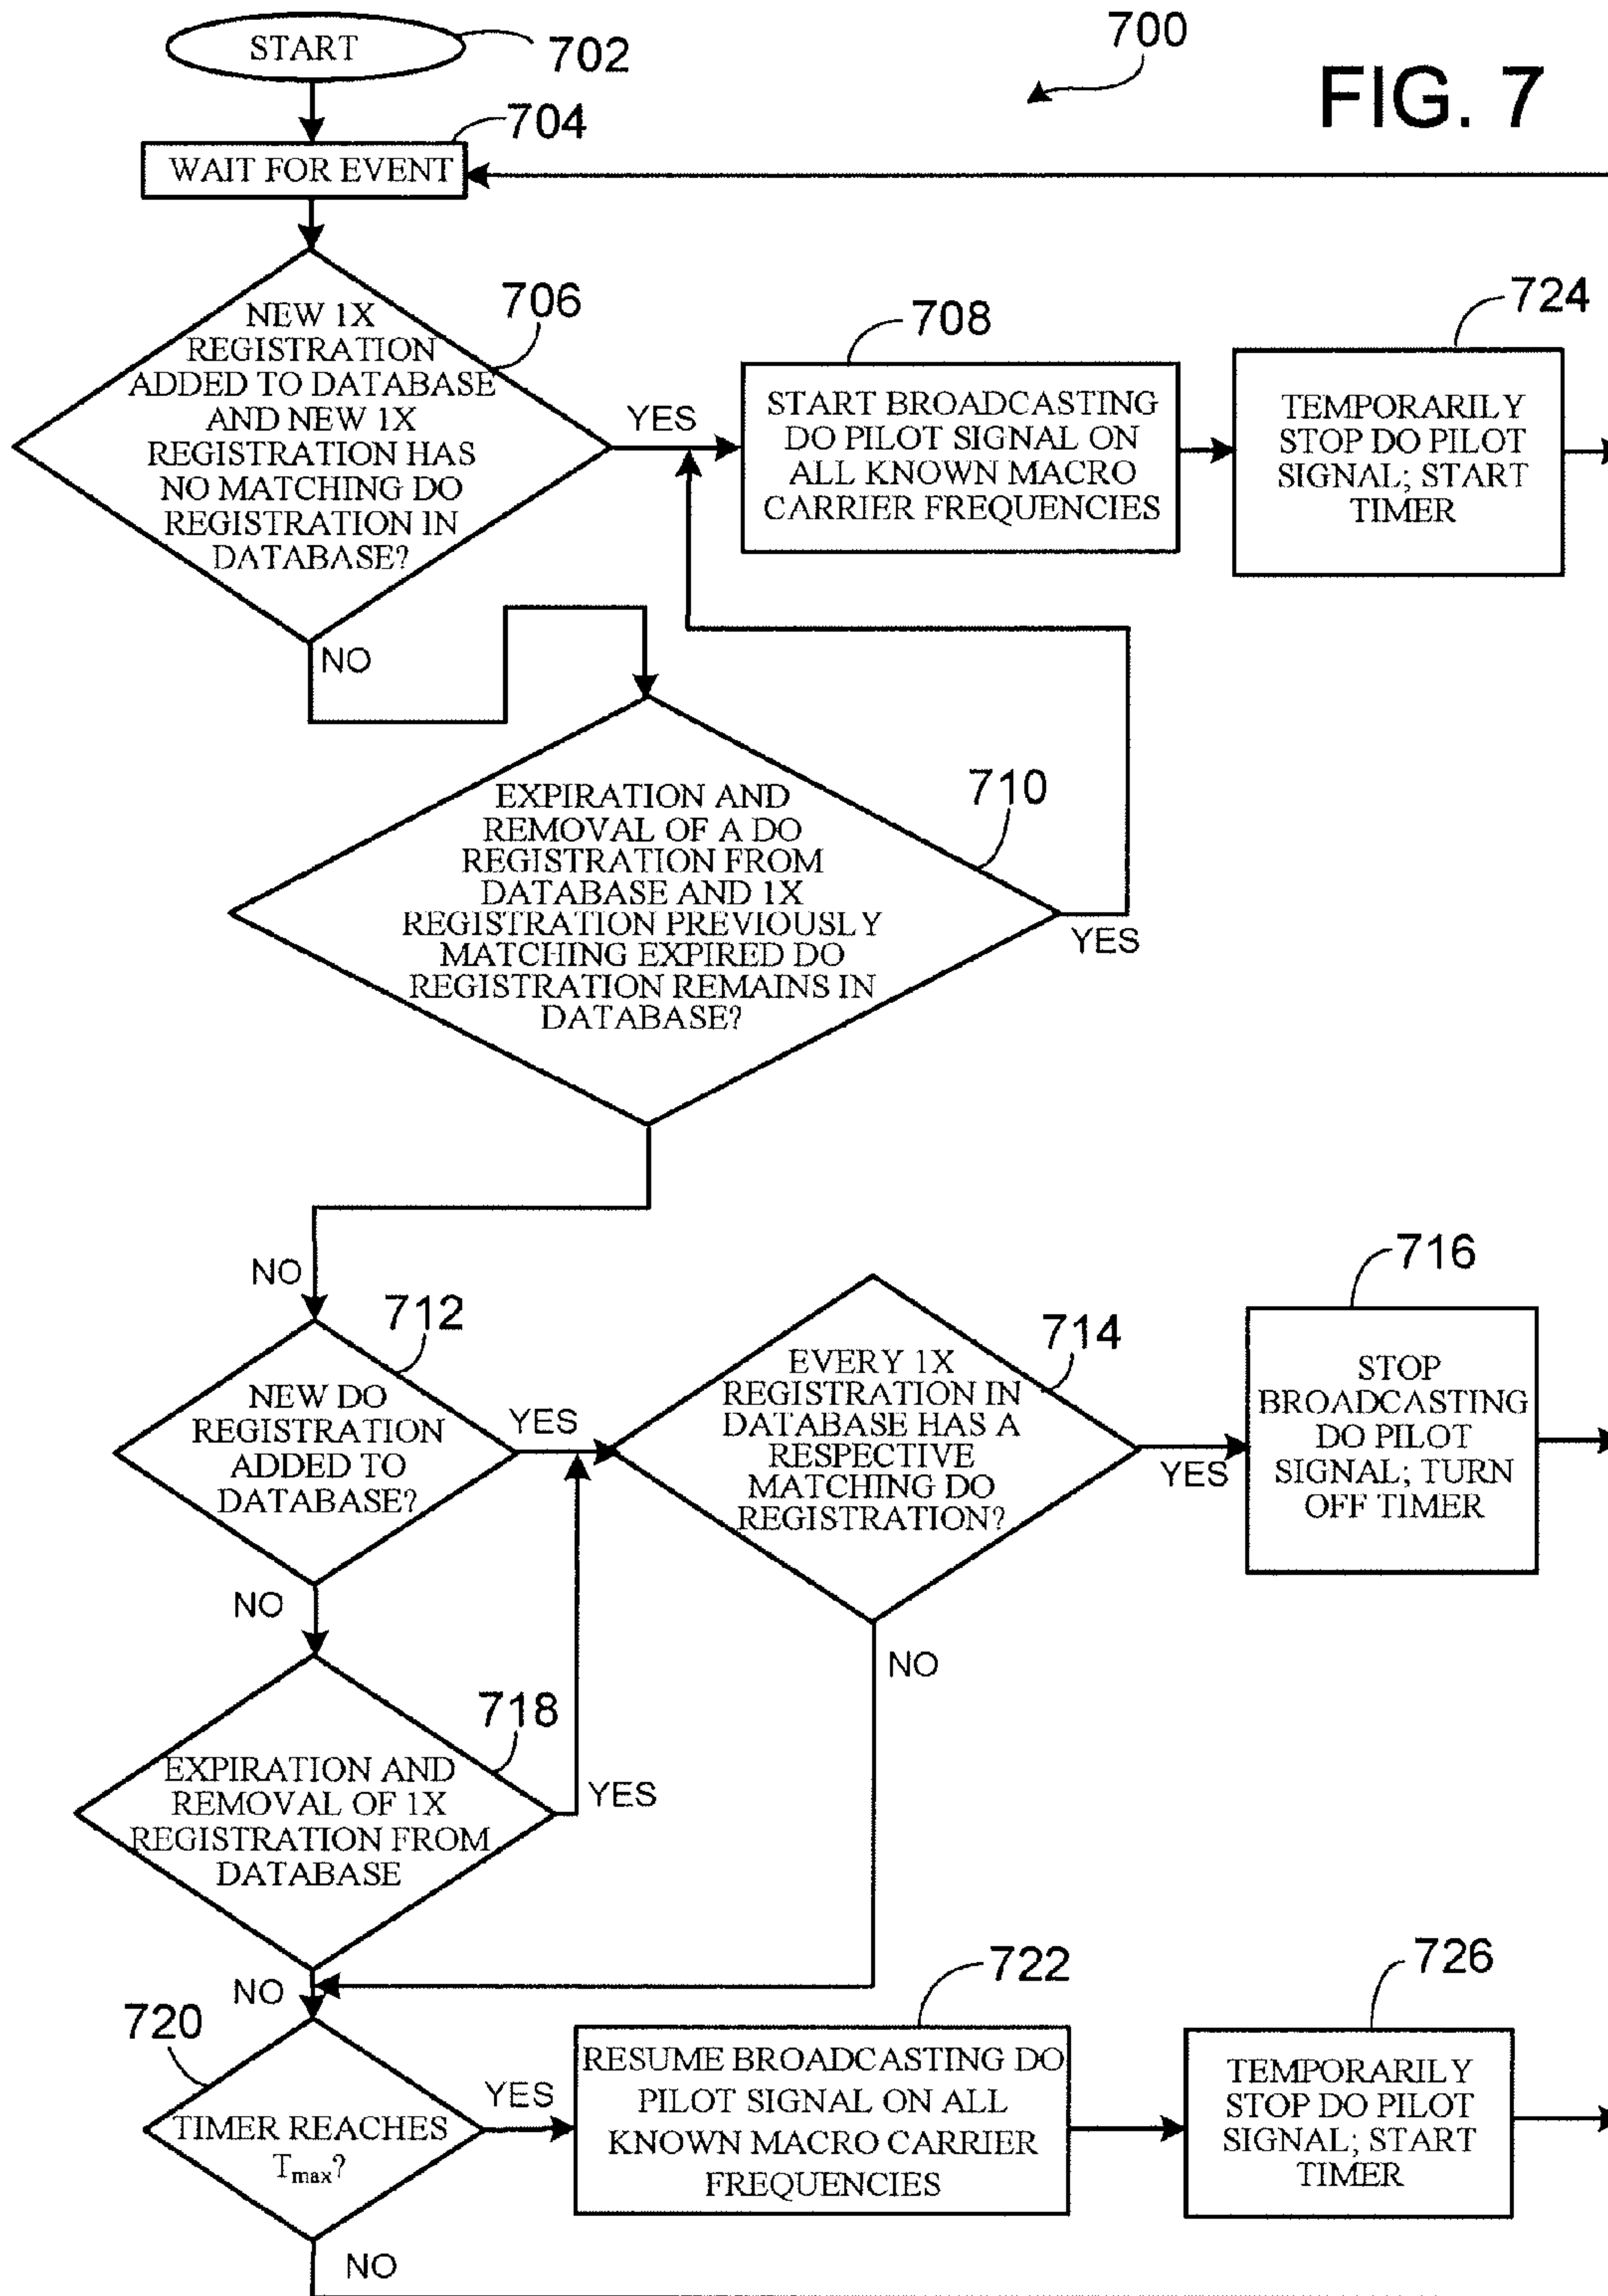 START
702
700
FIG. 7
704
WAIT FOR EVENT
706
NEW 1X
REGISTRATION
ADDED TO DATABASE
AND NEW 1X
REGISTRATION HAS
NO MATCHING DO
REGISTRATION IN
DATABASE?
YES
NO
708
START BROADCASTING
DO PILOT SIGNAL ON
ALL KNOWN MACRO
CARRIER FREQUENCIES
724
TEMPORARILY
STOP DO PILOT
SIGNAL; START
TIMER
710
EXPIRATION AND
REMOVAL OF A DO
REGISTRATION FROM
DATABASE AND 1X
REGISTRATION PREVIOUSLY
MATCHING EXPIRED DO
REGISTRATION REMAINS IN
DATABASE?
YES
NO
712
NEW DO
REGISTRATION
ADDED TO
DATABASE?
YES
NO
714
EVERY 1X
REGISTRATION IN
DATABASE HAS A
RESPECTIVE
MATCHING DO
REGISTRATION?
YES
NO
716
STOP
BROADCASTING
DO PILOT
SIGNAL; TURN
OFF TIMER
718
EXPIRATION AND
REMOVAL OF 1X
REGISTRATION FROM
DATABASE
YES
NO
720
TIMER REACHES
Tmax?
YES
NO
722
RESUME BROADCASTING DO
PILOT SIGNAL ON ALL
KNOWN MACRO CARRIER
FREQUENCIES
726
TEMPORARILY
STOP DO PILOT
SIGNAL; START
TIMER